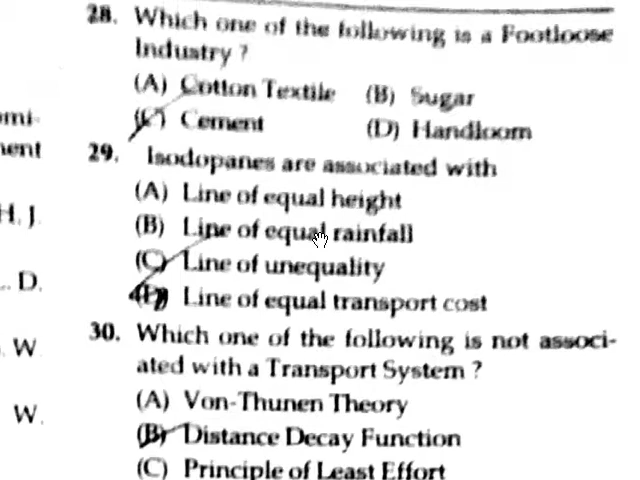 28. Which one of the following is a Footloose
Industry ?
(A) Cotton Textile (B) Sugar
(C) Cement (D) Handloom
29. Isodopanes are associated with
(A) Line of equal height
(B) Line of equal rainfall
(C) Line of unequality
(D) Line of equal transport cost
30. Which one of the following is not associ-
ated with a Transport System ?
(A) Von-Thunen Theory
(B) Distance Decay Function
(C) Principle of Least Effort
omi-
nent
H. J.
D.
W
W.